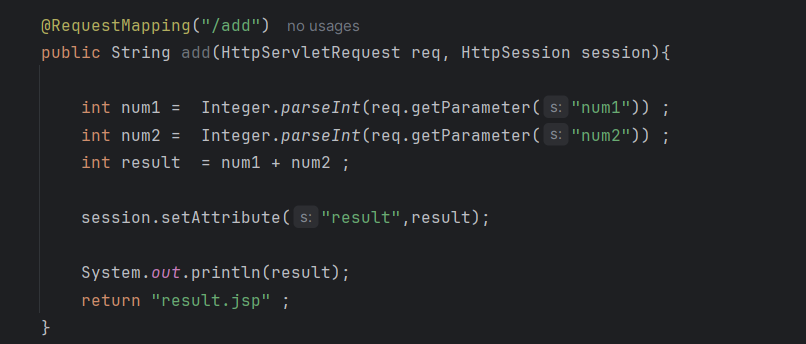 @RequestMapping("/add") no usages
public String add(HttpServletRequest req, HttpSession session){
int num1 =  Integer.parseInt(req.getParameter( s: "num1")) ;
int num2 =  Integer.parseInt(req.getParameter( s: "num2")) ;
int result  = num1 + num2 ;
session.setAttribute( s: "result",result);
System.out.println(result);
return "result.jsp" ;
}